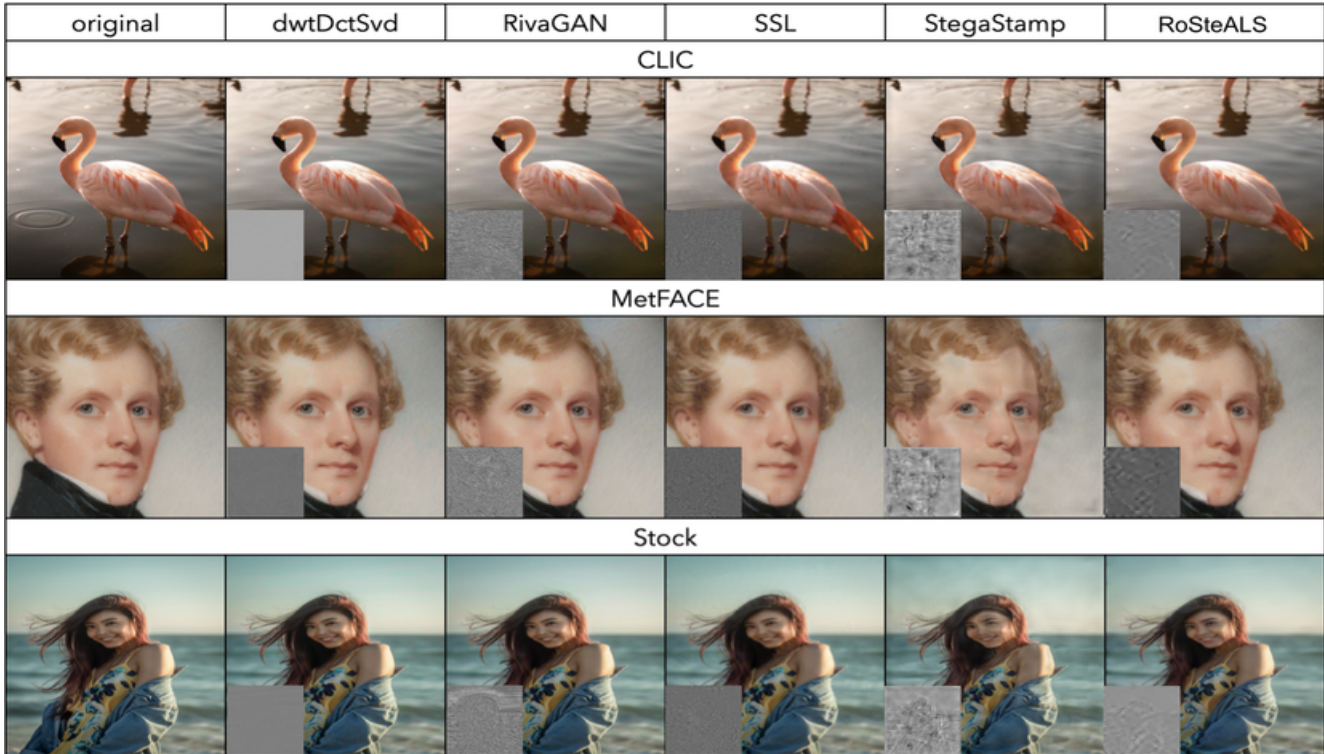 original dwtDctSvd RivaGAN SSL StegaStamp RoSteALS
CLIC
MetFACE
Stock